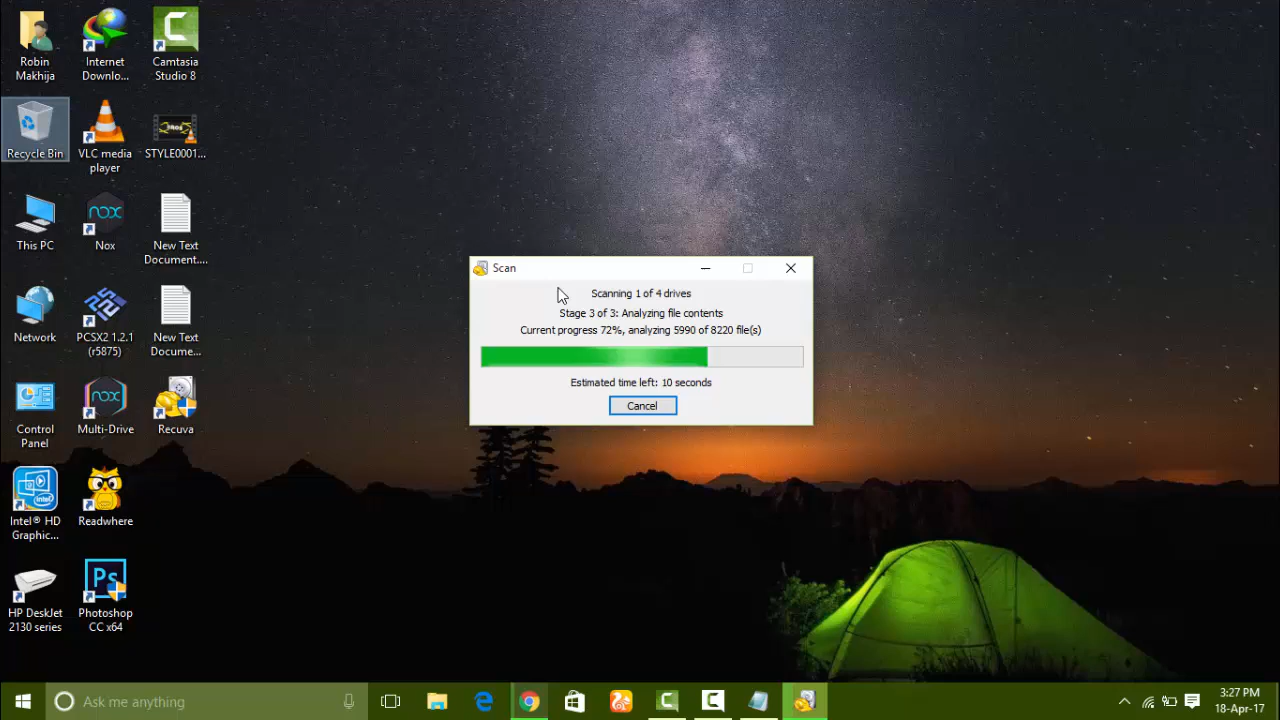 Robin
Makhija
Internet
Downlo...
Camtasia
Studio 8
Recycle Bin
VLC media
player
STYLE0001...
This PC
nox
Nox
New Text
Document....
Network
PCSX2 1.2.1
(r5875)
New Text
Docume...
Control
Panel
nox
Multi-Drive
Recuva
intel
Intel® HD
Graphic...
Readwhere
HP DeskJet
2130 series
Ps
Photoshop
CC x64
Scan
Scanning 1 of 4 drives
Stage 3 of 3: Analyzing file contents
Current progress 72%, analyzing 5990 of 8220 file(s)
Estimated time left: 10 seconds
Cancel
Ask me anything
3:27 PM
18-Apr-17